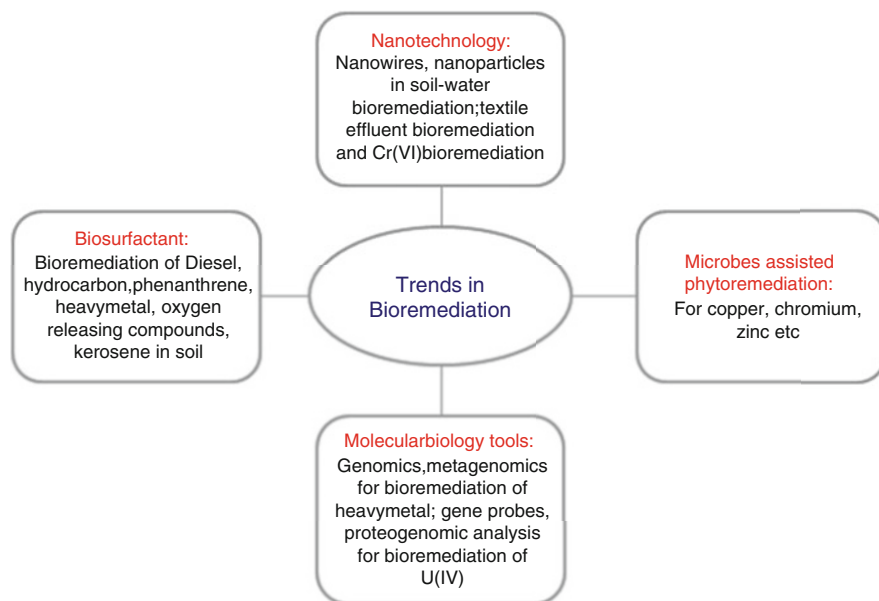 Nanotechnology:
Nanowires, nanoparticles
in soil-water
bioremediation;textile
effluent bioremediation
and Cr(VI)bioremediation
Biosurfactant:
Bioremediation of Diesel,
hydrocarbon,phenanthrene,
heavymetal, oxygen
releasing compounds,
kerosene in soil
Trends in
Bioremediation
Microbes assisted
phytoremediation:
For copper, chromium,
zinc etc
Molecularbiology tools:
Genomics,metagenomics
for bioremediation of
heavymetal; gene probes,
proteogenomic analysis
for bioremediation of
U(IV)